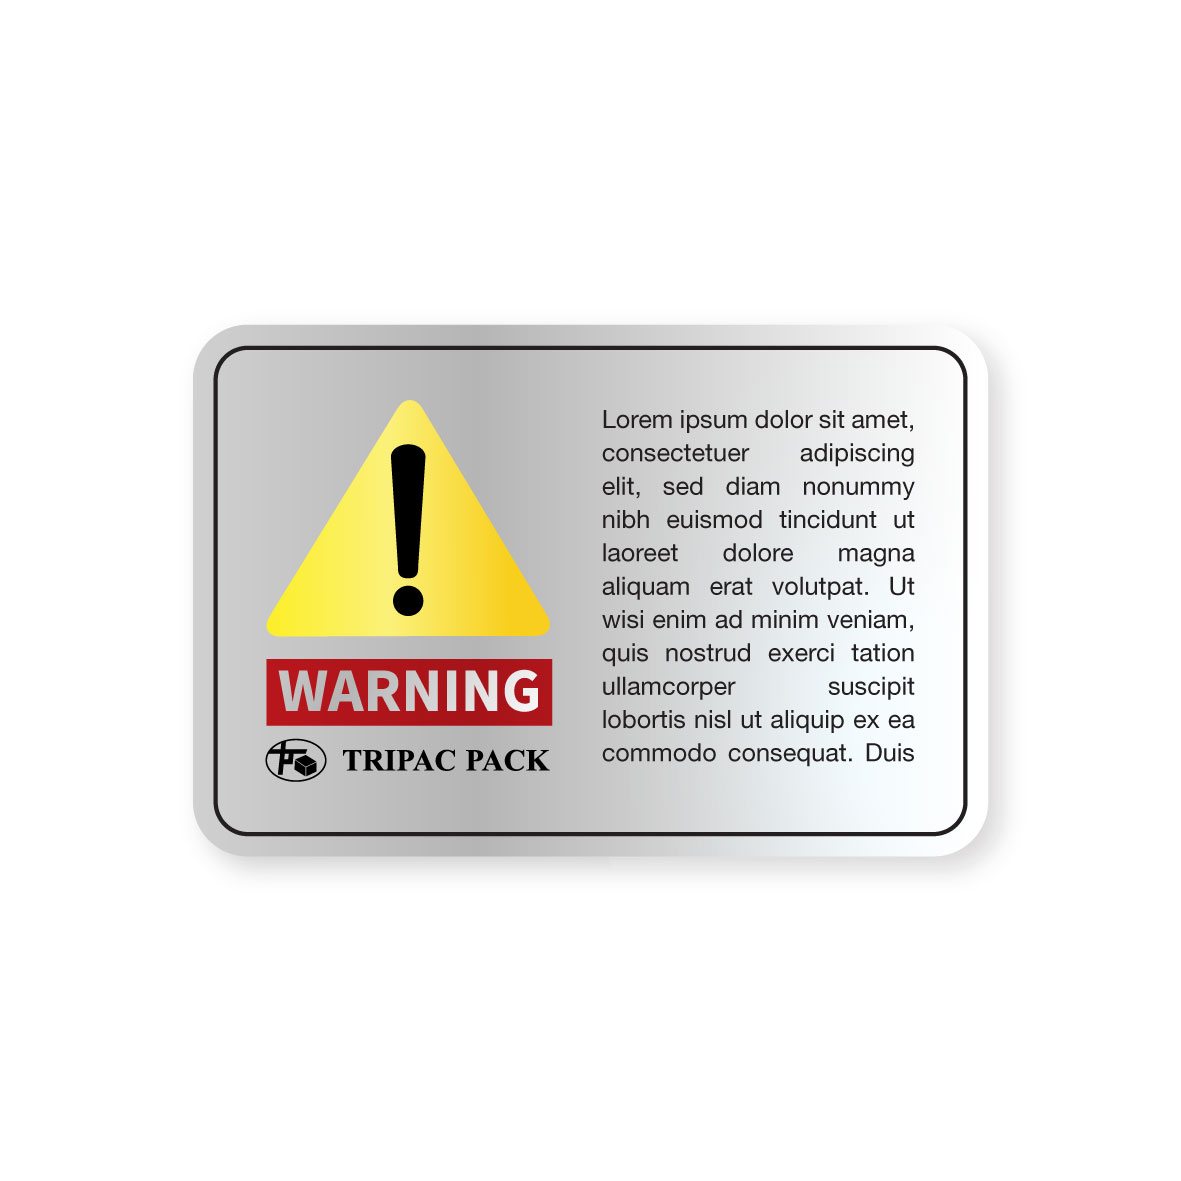 WARNING
TRIPAC PACK
Lorem ipsum dolor sit amet,
consectetuer adipiscing
elit, sed diam nonummy
nibh euismod tincidunt ut
laoreet dolore magna
aliquam erat volutpat. Ut
wisi enim ad minim veniam,
quis nostrud exerci tation
ullamcorper suscipit
lobortis nisl ut aliquip ex ea
commodo consequat. Duis